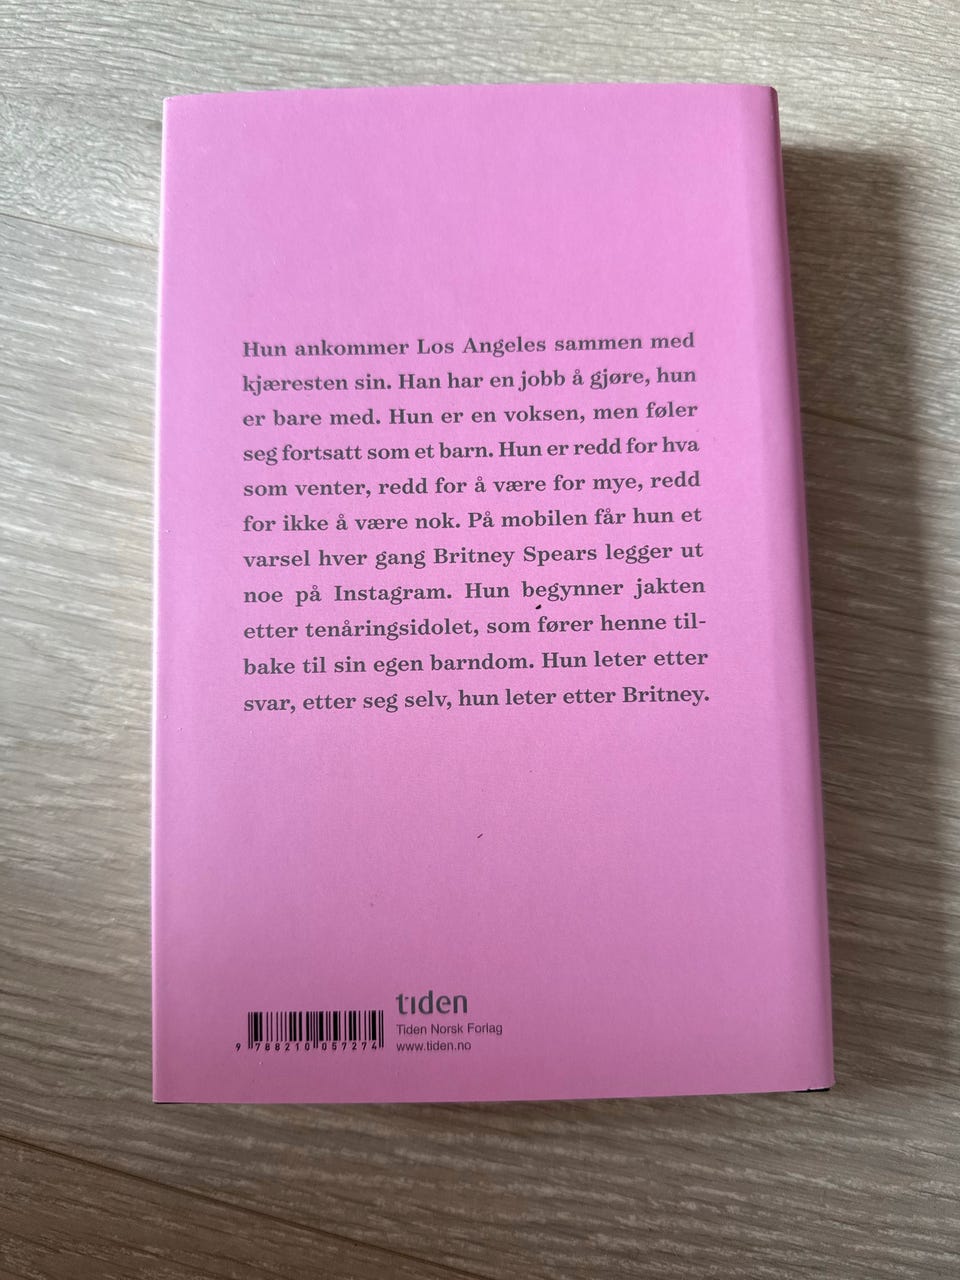 Hun ankommer Los Angeles sammen med
kjæresten sin. Han har en jobb å gjøre, hun
er bare med. Hun er en voksen, men føler
seg fortsatt som et barn. Hun er redd for hva
som venter, redd for å være for mye, redd
for ikke å være nok. På mobilen får hun et
varsel hver gang Britney Spears legger ut
noe på Instagram. Hun begynner jakten
etter tenåringsidolet, som fører henne til-
bake til sin egen barndom. Hun leter etter
svar, etter seg selv, hun leter etter Britney.
tiden
Tiden Norsk Forlag
www.tiden.no
9 788210 057274